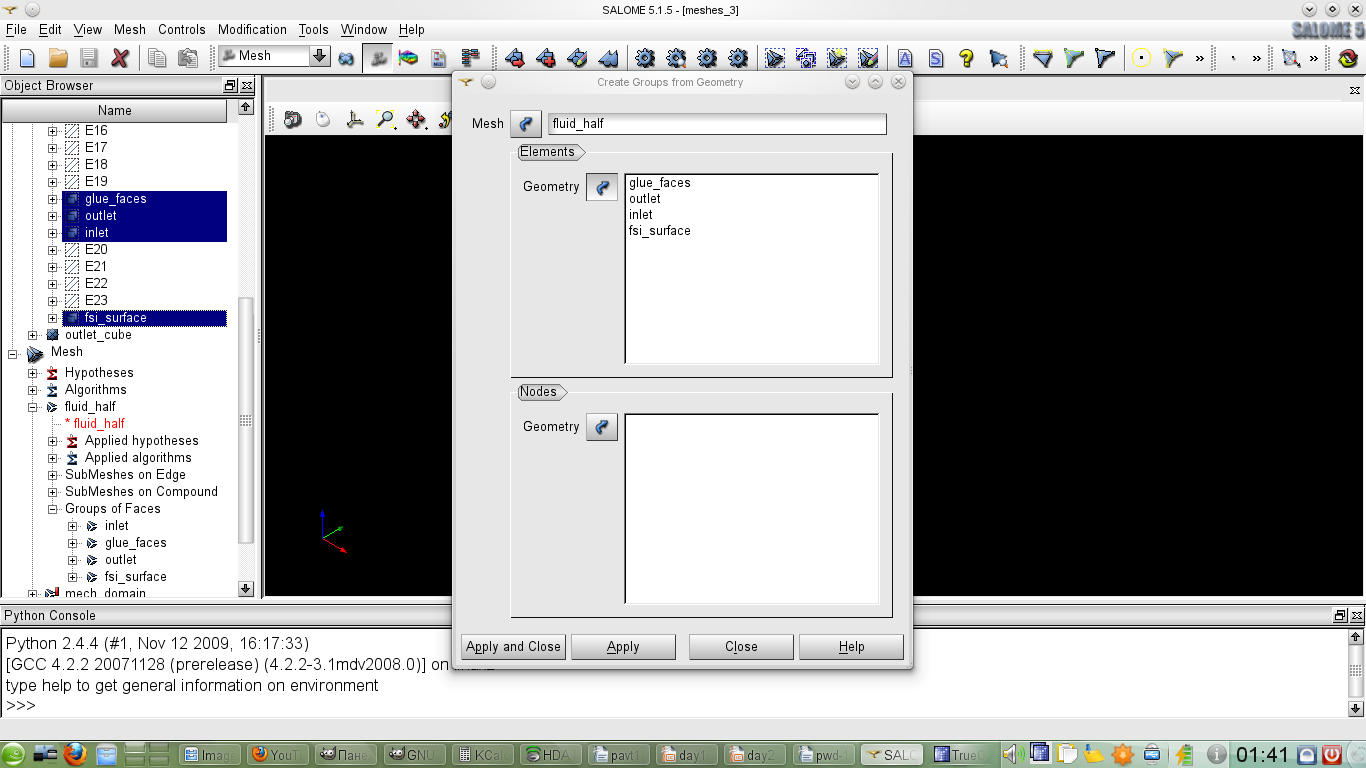 SALOME 5.1.5 - [meshes_3]
File Edit View Mesh Controls Modification Tools Window Help
SALOME 5
Mesh
Object Browser
Name
E16
E17
E18
E19
glue_faces
outlet
inlet
E20
E21
E22
E23
fsi_surface
outlet_cube
Mesh
Hypotheses
Algorithms
fluid_half
* fluid_half
Applied hypotheses
Applied algorithms
SubMeshes on Edge
SubMeshes on Compound
Groups of Faces
inlet
glue_faces
outlet
fsi_surface
mech_domain
Create Groups from Geometry
Mesh fluid_half
Elements
Geometry
glue_faces
outlet
inlet
fsi_surface
Nodes
Geometry
Apply and Close Apply Close Help
Python Console
Python 2.4.4 (#1, Nov 12 2009, 16:17:33)
[GCC 4.2.2 20071128 (prerelease) (4.2.2-3.1mdv2008.0)] on
type help to get general information on environment
>>>
Imag YouT Пане GNU KCal HDA pavt1 day1 day2 pwd-1 SALO TrueC 01:41